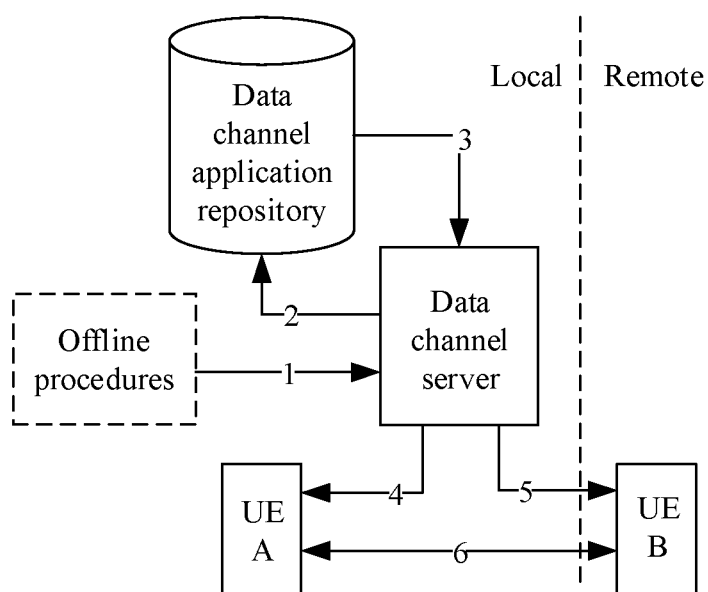 Data
channel
application
repository
Local
Remote
3
2
Data
channel
server
Offline
procedures
1
4
5
UE
A
UE
B
6